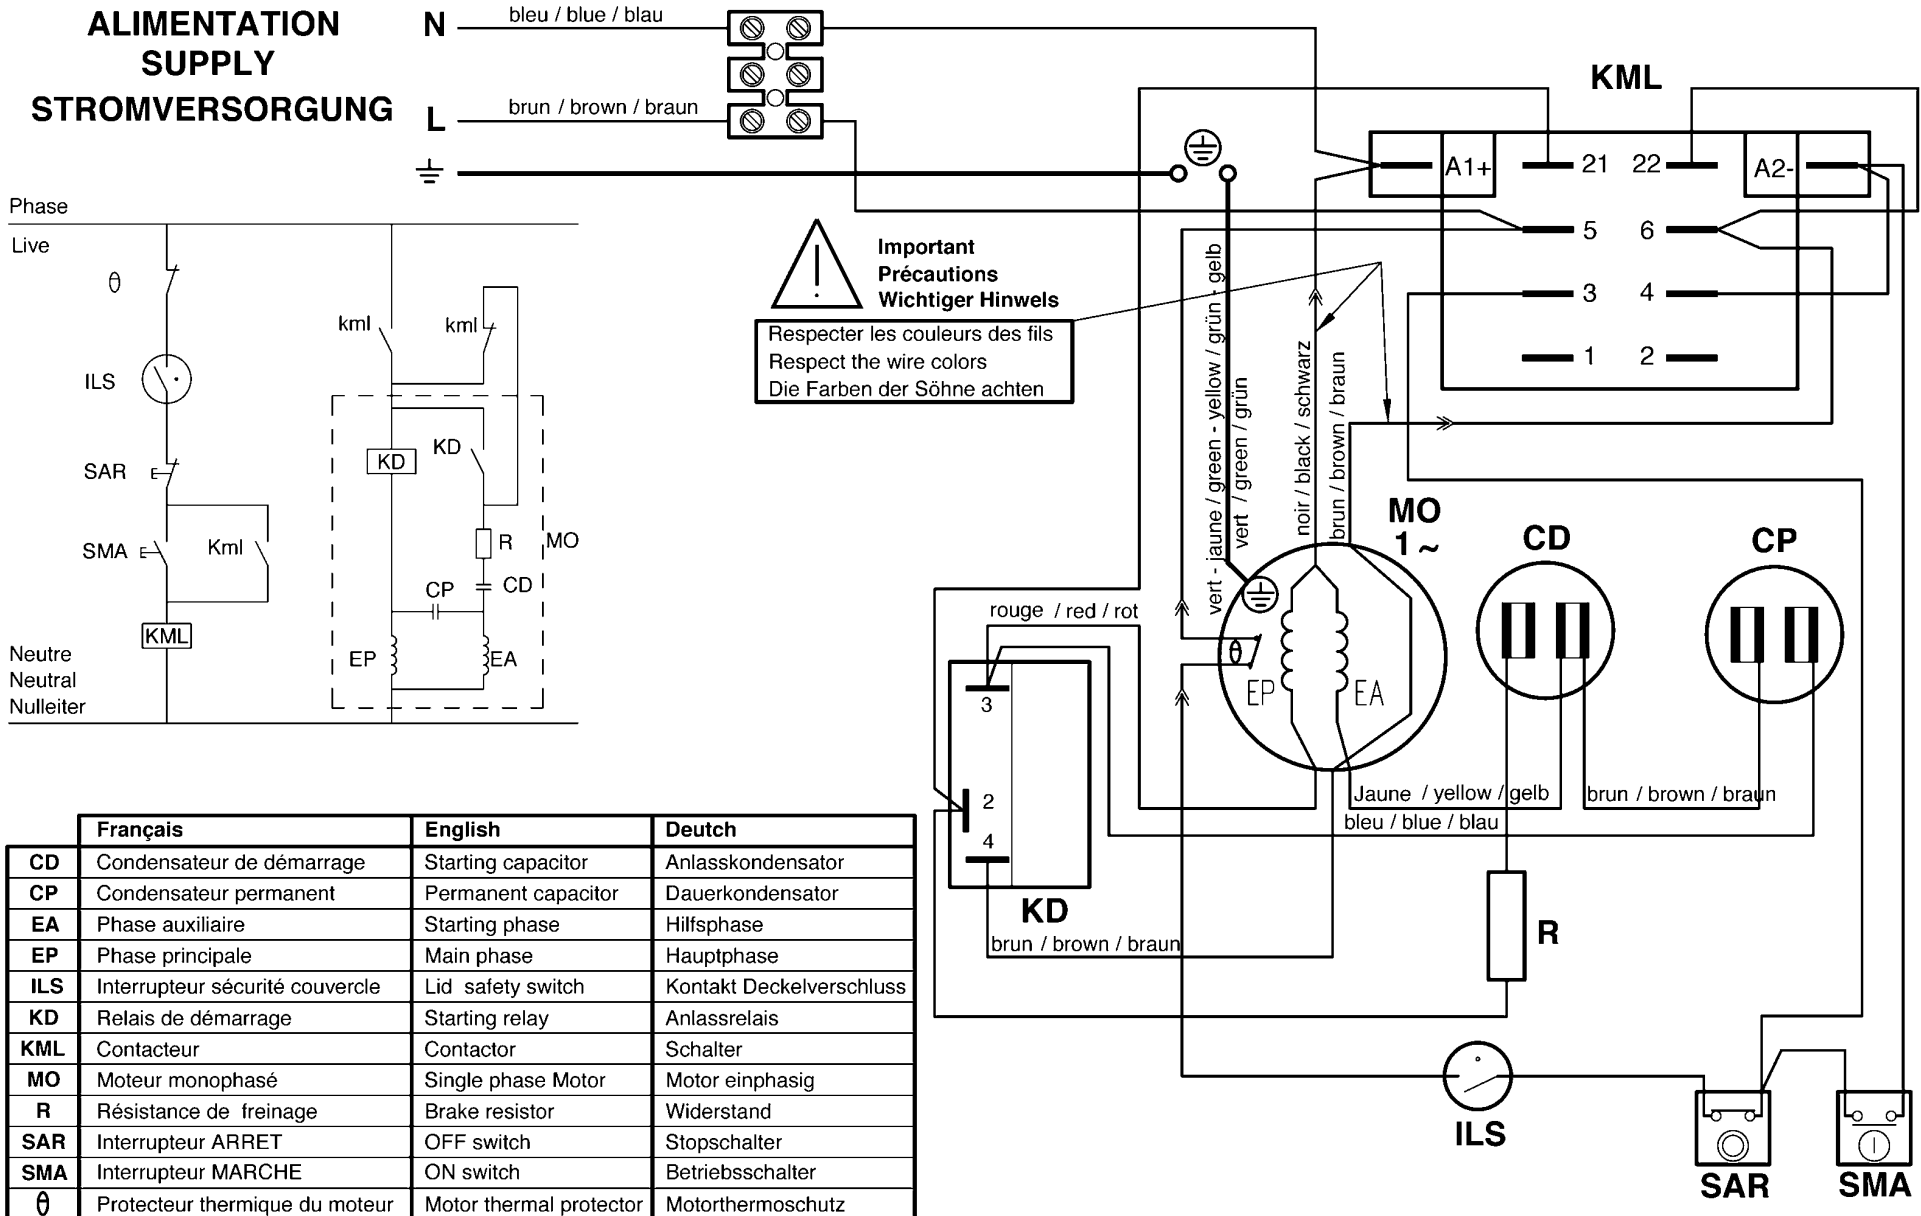 ALIMENTATION
SUPPLY
STROMVERSORGUNG
N
bleu / blue / blau
L
brun / brown / braun
Phase
Live
θ
ILS
SAR
SMA
Kml
KML
Neutre
Neutral
Nulleiter
kml
kml
KD
KD
R
MO
CD
CP
EP
EA
Important
Précautions
Wichtiger Hinwels
Respecter les couleurs des fils
Respect the wire colors
Die Farben der Söhne achten
KML
A1+
21
22
A2-
5
6
3
4
1
2
vert - jaune / green - yellow / grün - gelb
vert / green / grün
noir / black / schwarz
brun / brown / braun
MO
1 ~
CD
CP
θ
EP
EA
rouge / red / rot
3
2
4
KD
brun / brown / braun
Jaune / yellow / gelb
brun / brown / braun
bleu / blue / blau
R
ILS
SAR
SMA
Français English Deutch
CD Condensateur de démarrage Starting capacitor Anlasskondensator
CP Condensateur permanent Permanent capacitor Dauerkondensator
EA Phase auxiliaire Starting phase Hilfsphase
EP Phase principale Main phase Hauptphase
ILS Interrupteur sécurité couvercle Lid safety switch Kontakt Deckelverschluss
KD Relais de démarrage Starting relay Anlassrelais
KML Contacteur Contactor Schalter
MO Moteur monophasé Single phase Motor Motor einphasig
R Résistance de freinage Brake resistor Widerstand
SAR Interrupteur ARRET OFF switch Stopschalter
SMA Interrupteur MARCHE ON switch Betriebsschalter
θ Protecteur thermique du moteur Motor thermal protector Motorthermoschutz